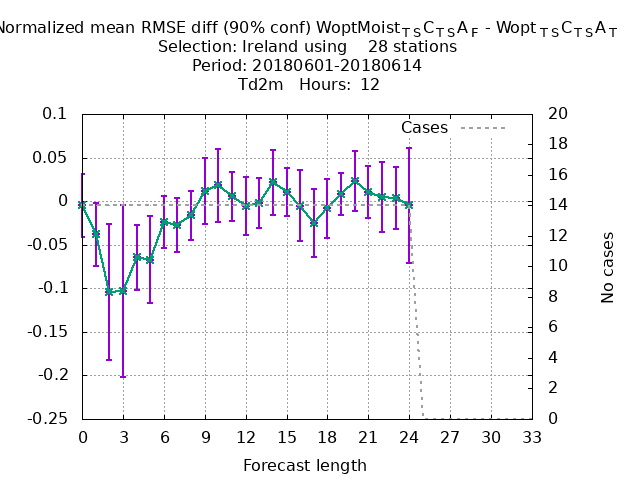 Normalized mean RMSE diff (90% conf) WoptMoist_TSC_TSA_F - Wopt_TSC_TSA_T
Selection: Ireland using    28 stations
Period: 20180601-20180614
Td2m   Hours:  12
Cases
0.1
0.05
0
-0.05
-0.1
-0.15
-0.2
-0.25
20
18
16
14
12
10
8
6
4
2
0
No cases
0 3 6 9 12 15 18 21 24 27 30 33
Forecast length